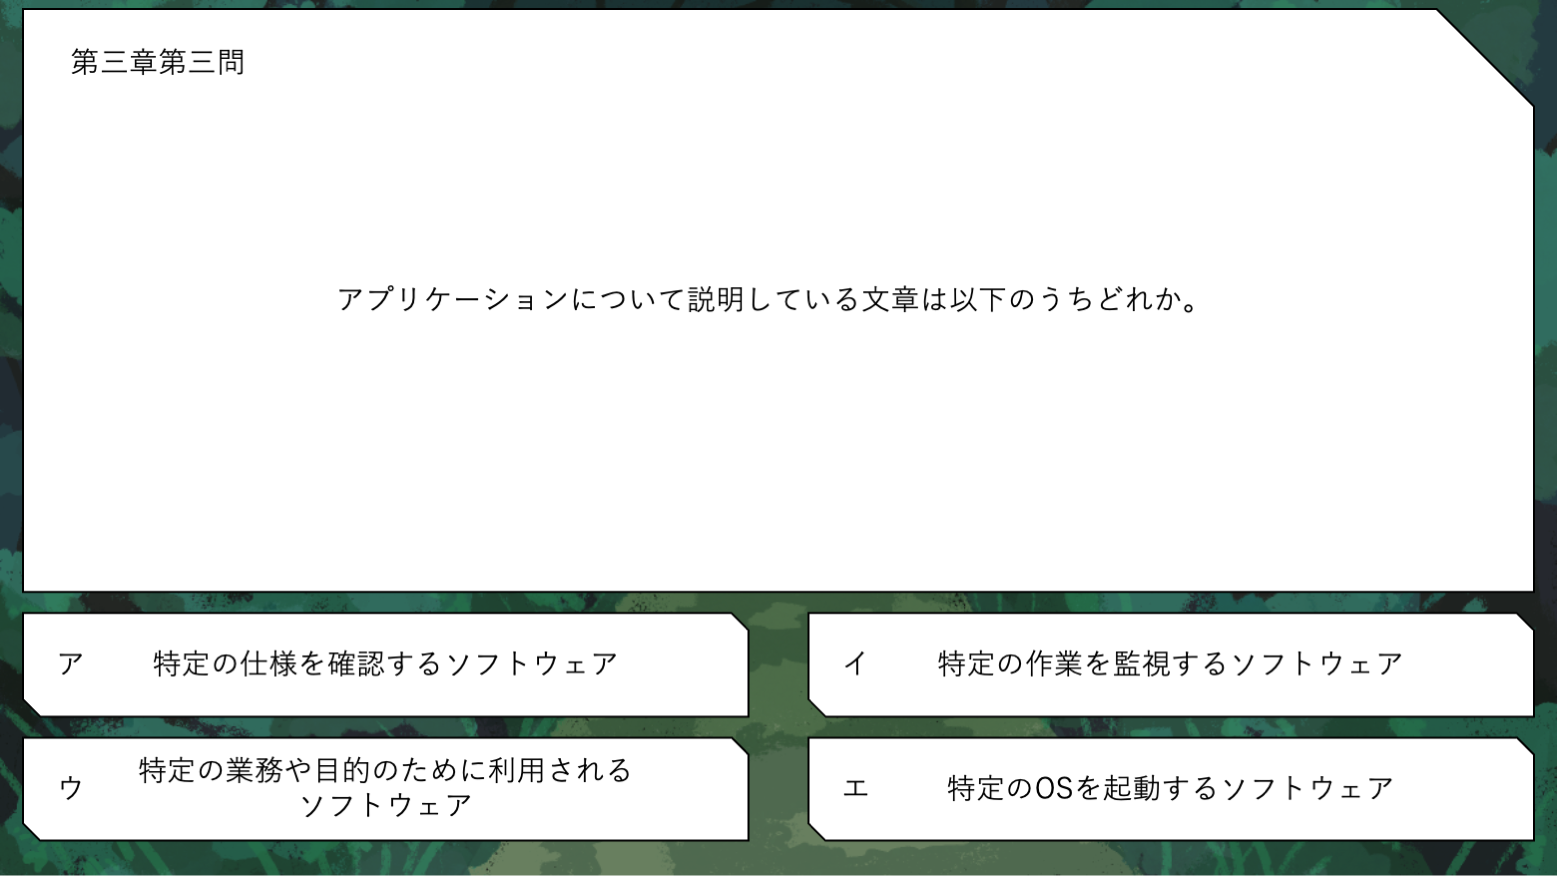 第三章第三問
アプリケーションについて説明している文章は以下のうちどれか。
ア 特定の仕様を確認するソフトウェア
イ 特定の作業を監視するソフトウェア
ウ 特定の業務や目的のために利用される
ソフトウェア
エ 特定のOSを起動するソフトウェア